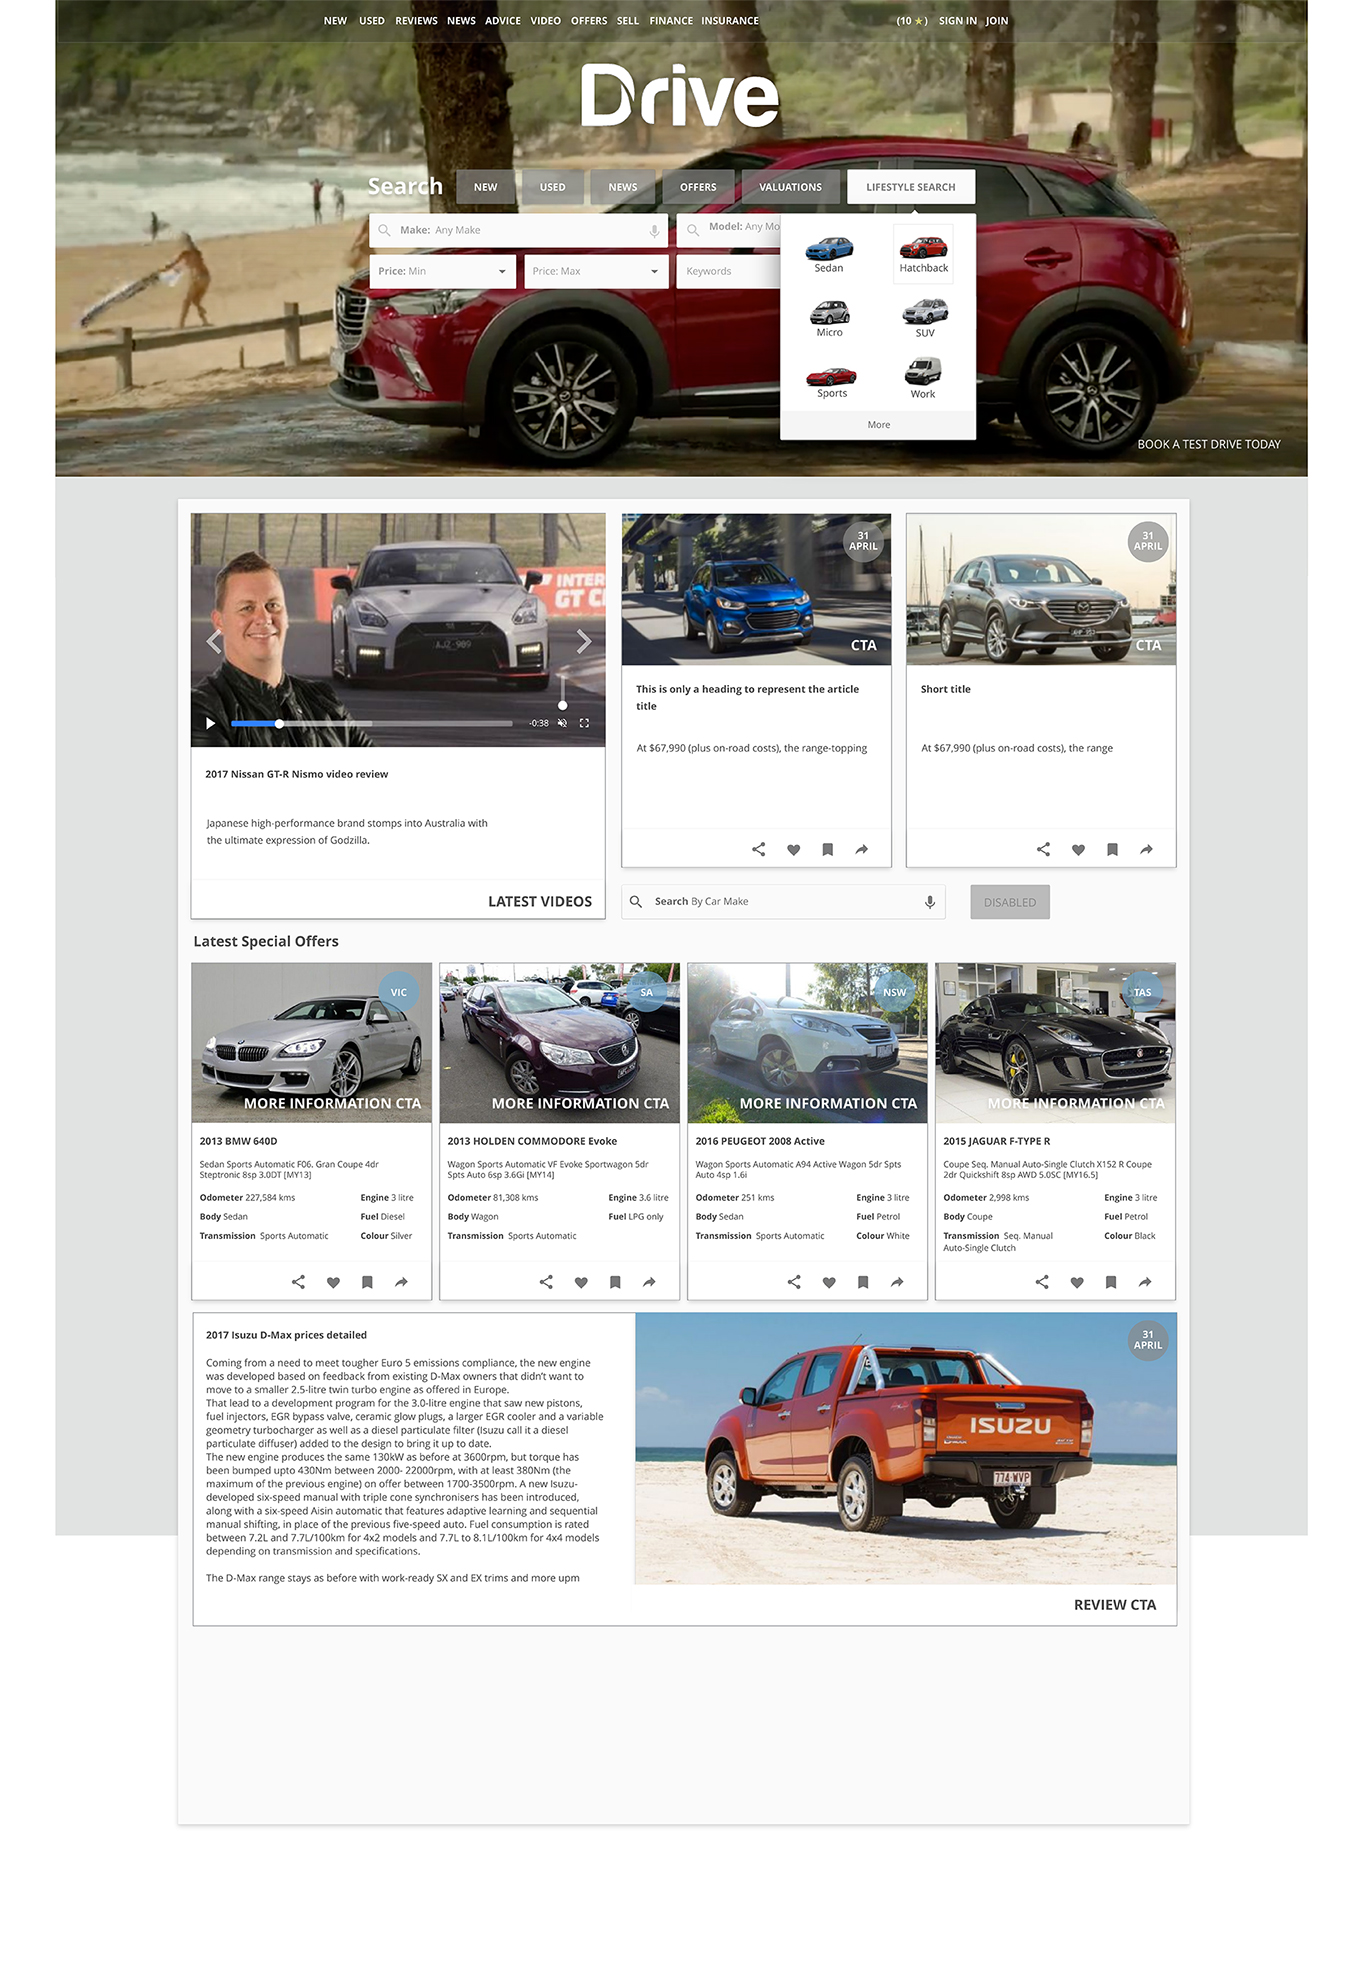 NEW USED REVIEWS NEWS ADVICE VIDEO OFFERS SELL FINANCE INSURANCE (10 ★) SIGN IN JOIN
Drive
Search NEW USED NEWS OFFERS VALUATIONS LIFESTYLE SEARCH
Make: Any Make
Model: Any Mo
Price: Min
Price: Max
Keywords
Sedan
Hatchback
Micro
SUV
Sports
Work
More
BOOK A TEST DRIVE TODAY
INTER
GT C
AJZ-989
-0:38
2017 Nissan GT-R Nismo video review
Japanese high-performance brand stomps into Australia with
the ultimate expression of Godzilla.
LATEST VIDEOS
31
APRIL
CTA
This is only a heading to represent the article
title
At $67,990 (plus on-road costs), the range-topping
31
APRIL
CTA
Short title
At $67,990 (plus on-road costs), the range
Search By Car Make
DISABLED
Latest Special Offers
VIC
MORE INFORMATION CTA
2013 BMW 640D
Sedan Sports Automatic F06. Gran Coupe 4dr
Steptronic 8sp 3.0DT [MY13]
Odometer 227,584 kms Engine 3 litre
Body Sedan Fuel Diesel
Transmission Sports Automatic Colour Silver
SA
MORE INFORMATION CTA
2013 HOLDEN COMMODORE Evoke
Wagon Sports Automatic VF Evoke Sportwagon 5dr
Spts Auto 6sp 3.6Gi [MY14]
Odometer 81,308 kms Engine 3.6 litre
Body Wagon Fuel LPG only
Transmission Sports Automatic
NSW
MORE INFORMATION CTA
2016 PEUGEOT 2008 Active
Wagon Sports Automatic A94 Active Wagon 5dr Spts
Auto 4sp 1.6i
Odometer 251 kms Engine 3 litre
Body Sedan Fuel Petrol
Transmission Sports Automatic Colour White
TAS
MORE INFORMATION CTA
2015 JAGUAR F-TYPE R
Coupe Seq. Manual Auto-Single Clutch X152 R Coupe
2dr Quickshift 8sp AWD 5.0SC [MY16.5]
Odometer 2,998 kms Engine 3 litre
Body Coupe Fuel Petrol
Transmission Seq. Manual Colour Black
Auto-Single Clutch
2017 Isuzu D-Max prices detailed
Coming from a need to meet tougher Euro 5 emissions compliance, the new engine
was developed based on feedback from existing D-Max owners that didn't want to
move to a smaller 2.5-litre twin turbo engine as offered in Europe.
That lead to a development program for the 3.0-litre engine that saw new pistons,
fuel injectors, EGR bypass valve, ceramic glow plugs, a larger EGR cooler and a variable
geometry turbocharger as well as a diesel particulate filter (Isuzu call it a diesel
particulate diffuser) added to the design to bring it up to date.
The new engine produces the same 130kW as before at 3600rpm, but torque has
been bumped upto 430Nm between 2000- 22000rpm, with at least 380Nm (the
maximum of the previous engine) on offer between 1700-3500rpm. A new Isuzu-
developed six-speed manual with triple cone synchronisers has been introduced,
along with a six-speed Aisin automatic that features adaptive learning and sequential
manual shifting, in place of the previous five-speed auto. Fuel consumption is rated
between 7.2L and 7.7L/100km for 4x2 models and 7.7L to 8.1L/100km for 4x4 models
depending on transmission and specifications.
The D-Max range stays as before with work-ready SX and EX trims and more upm
31
APRIL
ISUZU
D-MAX
774 WVP
REVIEW CTA